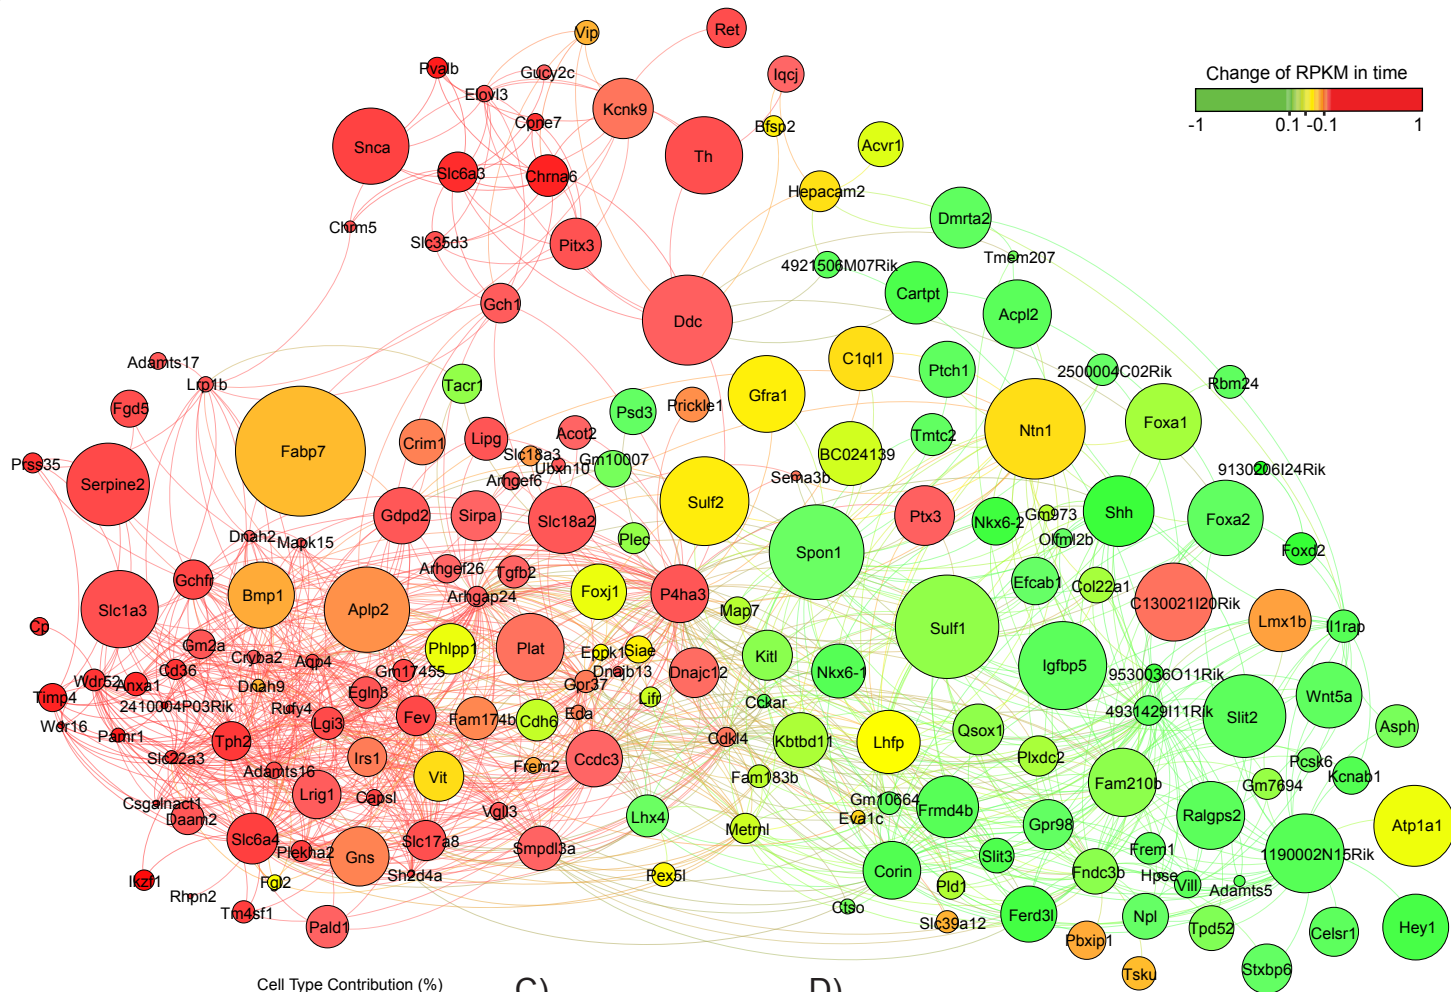 Vip
Ret
Pvalb
Gucy2c
Iqcj
Change of RPKM in time
-1
0.1
-0.1
1
Elovl3
Kcnk9
Cpne7
Bfsp2
Snca
Th
Acvr1
Slc6a3
Chrna6
Hepacam2
Dmrta2
Chrm5
Slc35d3
Pitx3
4921506M07Rik
Tmem207
Cartpt
Gch1
Ddc
Acpl2
Adamts17
Lrp1b
Tacr1
C1ql1
Ptch1
2500004C02Rik
Rbm24
Gfra1
Fgd5
Psd3
Prickle1
Foxa1
Ntn1
Crim1
Lipg
Acot2
Tmtc2
Fabp7
Slc18a3
BC024139
Prss35
Ubxn10
Gm10007
9130206I24Rik
Serpine2
Arhgef6
Sema3b
Sulf2
Gdpd2
Sirpa
Slc18a2
Ptx3
Nkx6-2
Gm973
Shh
Foxa2
Dnah2
Mapk15
Plec
Olfml2b
Foxd2
Spon1
Arhgef26
Tgfb2
Gchfr
Efcab1
Col22a1
Bmp1
Foxj1
P4ha3
Arhgap24
Slc1a3
Aplp2
Map7
C130021I20Rik
Cp
Sulf1
Lmx1b
Il1rap
Gm2a
Phlpp1
Plat
Eppk1
Siae
Kitl
Cryba2
Aqp4
Cd36
Gm17455
Dnajb13
Dnajc12
Nkx6-1
Igfbp5
9530036O11Rik
Wdr52
Anxa1
Dnah9
Egln3
Gpr37
Timp4
2410004P03Rik
Rufy4
Lifr
Cckar
4931429I11Rik
Wnt5a
Wdr16
Lgi3
Fev
Fam174b
Cdh6
Eda
Slit2
Pamr1
Tph2
Cdkl4
Kbtbd11
Lhfp
Qsox1
Asph
Slc22a3
Irs1
Frem2
Ccdc3
Plxdc2
Pcsk6
Adamts16
Vit
Fam183b
Fam210b
Gm7694
Kcnab1
Csgalnact1
Lrig1
Capsl
Vgll3
Gm10664
Daam2
Lhx4
Eva1c
Frmd4b
Gpr98
Ralgps2
Atp1a1
Slc6a4
Plekha2
Slc17a8
Smpdl3a
Metrnl
Gns
Slit3
Frem1
1190002N15Rik
Ikzf1
Fgl2
Sh2d4a
Pex5l
Corin
Pld1
Fndc3b
Hpse
Vill
Adamts5
Rhpn2
Tm4sf1
Ctso
Pald1
Slc39a12
Ferd3l
Npl
Tpd52
Celsr1
Hey1
Pbxip1
Tsku
Stxbp6
Cell Type Contribution (%)
C)
D)